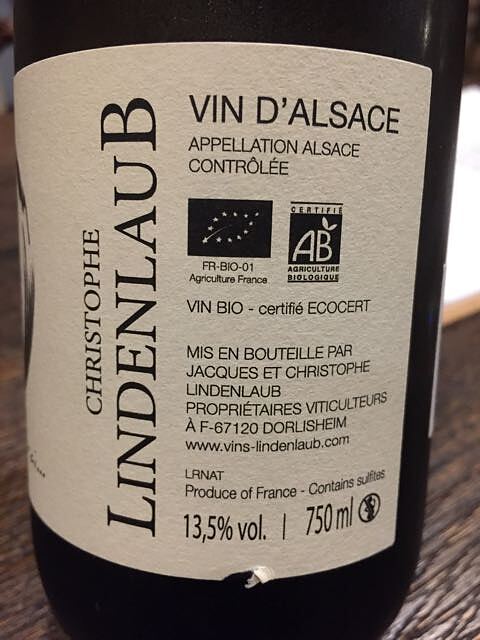 CHRISTOPHE
LINDENLAUB
VIN D'ALSACE
APPELLATION ALSACE
CONTRÔLÉE
CERTIFIÉ
AB
AGRICULTURE
BIOLOGIQUE
FR-BIO-01
Agriculture France
VIN BIO - certifié ECOCERT
MIS EN BOUTEILLE PAR
JACQUES ET CHRISTOPHE
LINDENLAUB
PROPRIÉTAIRES VITICULTEURS
À F-67120 DORLISHEIM
www.vins-lindenlaub.com
LRNAT
Produce of France - Contains sulfites
13,5% vol. | 750 ml